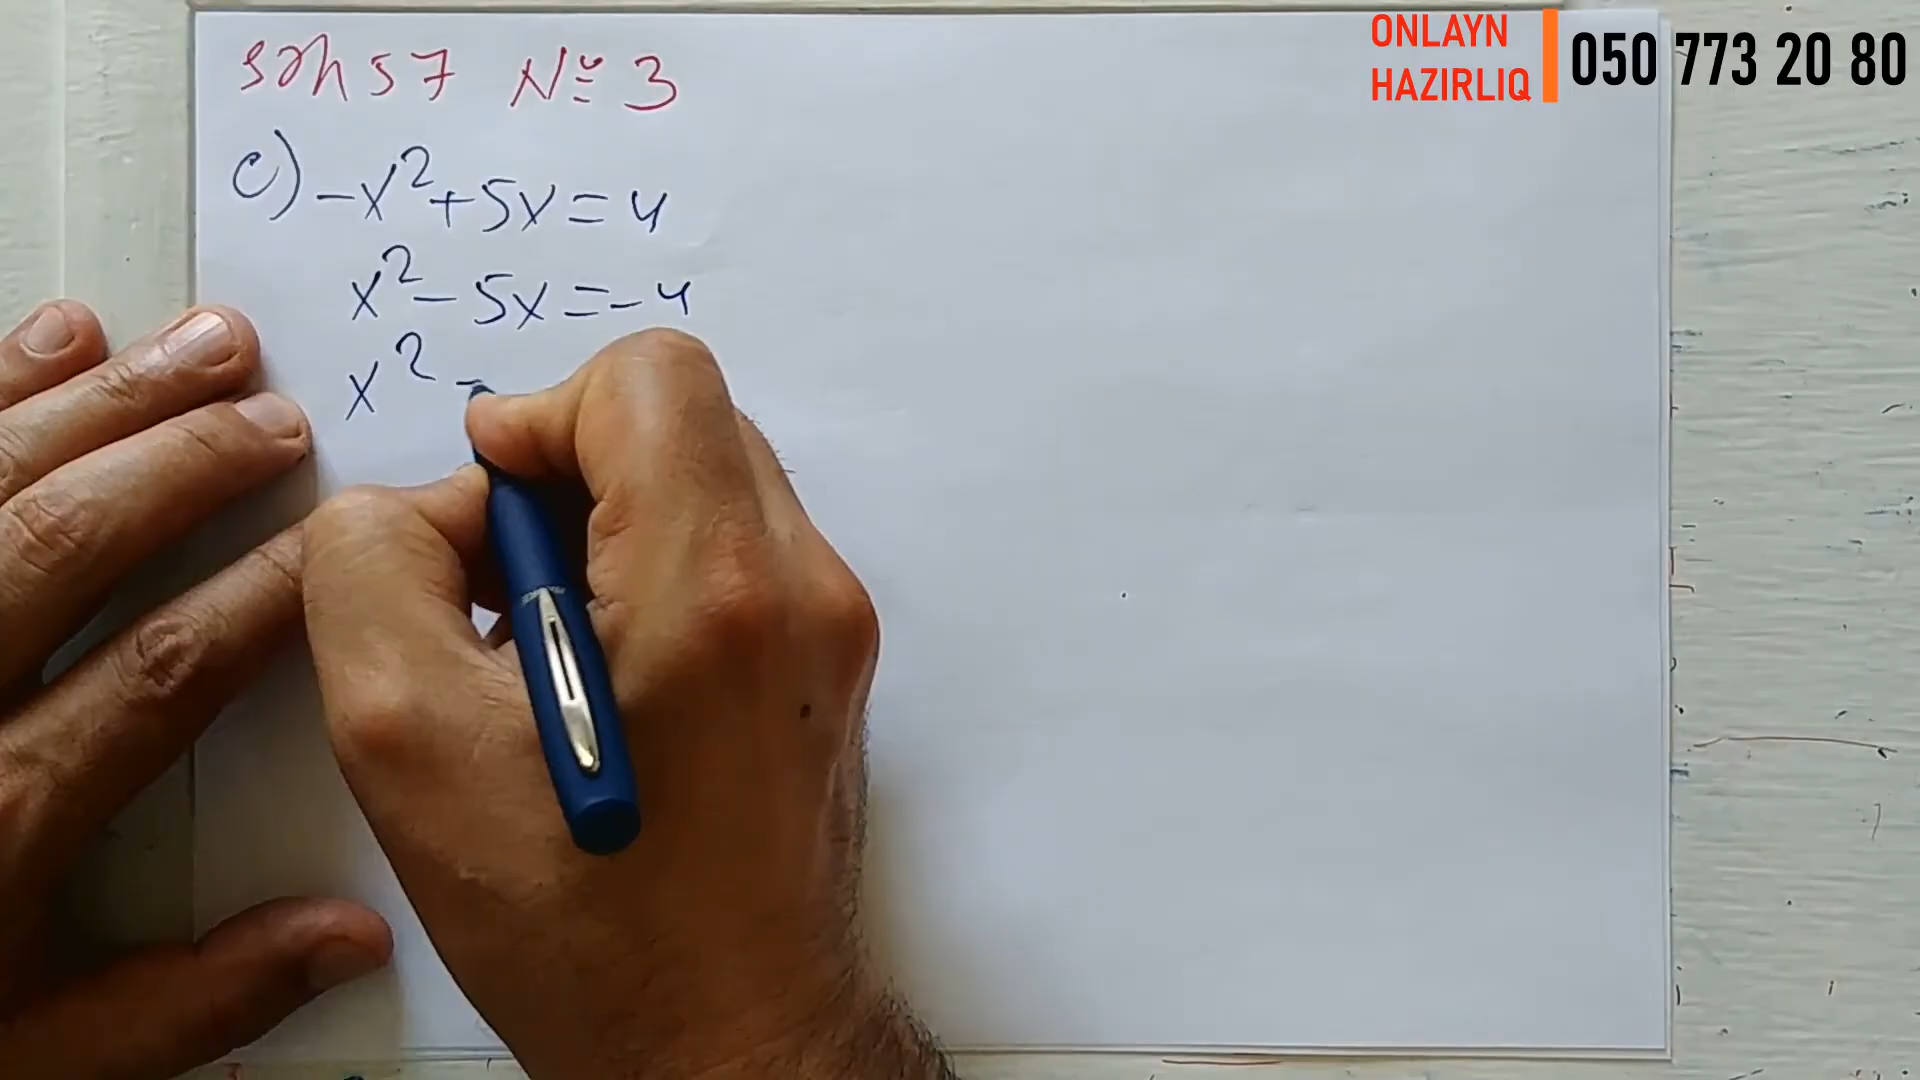 ONLAYN
HAZIRLIQ
050 773 20 80
səh 57 № 3
c) -x²+5x=4
x²-5x=-4
x² -